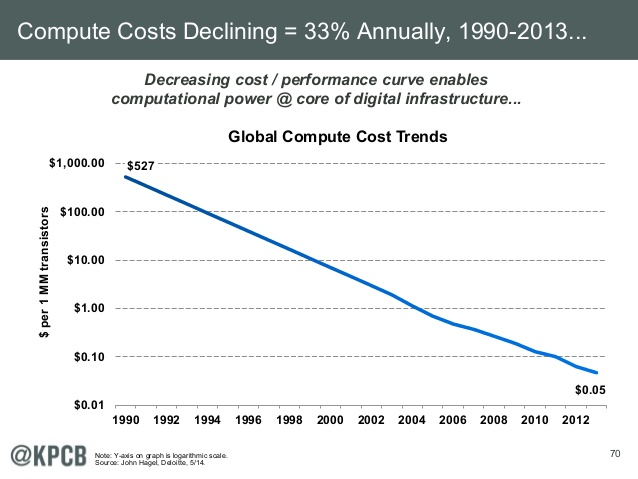 Compute Costs Declining = 33% Annually, 1990-2013...
Decreasing cost / performance curve enables
computational power @ core of digital infrastructure...
Global Compute Cost Trends
$ per 1 MM transistors
$1,000.00
$100.00
$10.00
$1.00
$0.10
$0.01
$527
$0.05
1990 1992 1994 1996 1998 2000 2002 2004 2006 2008 2010 2012
@KPCB
Note: Y-axis on graph is logarithmic scale.
Source: John Hagel, Deloitte, 5/14.
70